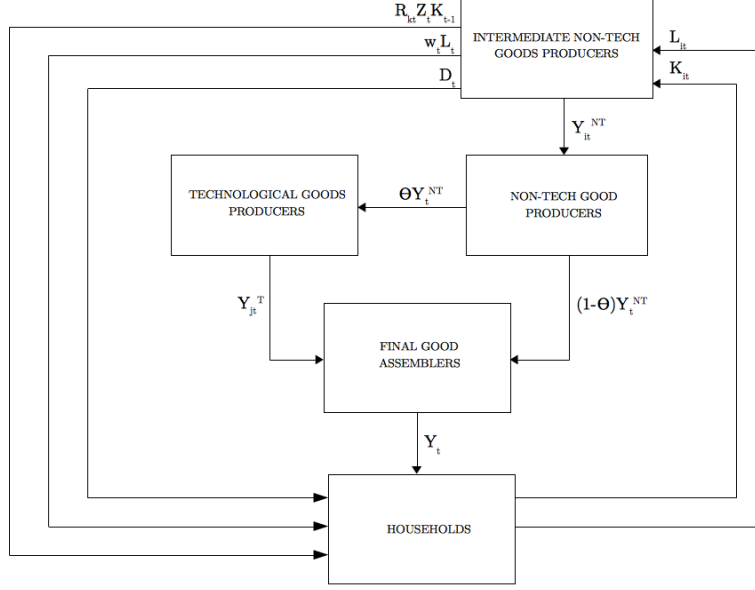 R_kt Z_t K_t-1
w_t L_t
D_t
INTERMEDIATE NON-TECH
GOODS PRODUCERS
L_it
K_it
Y_it^NT
TECHNOLOGICAL GOODS
PRODUCERS
ΘY_t^NT
NON-TECH GOOD
PRODUCERS
Y_jt^T
(1-Θ)Y_t^NT
FINAL GOOD
ASSEMBLERS
Y_t
HOUSEHOLDS